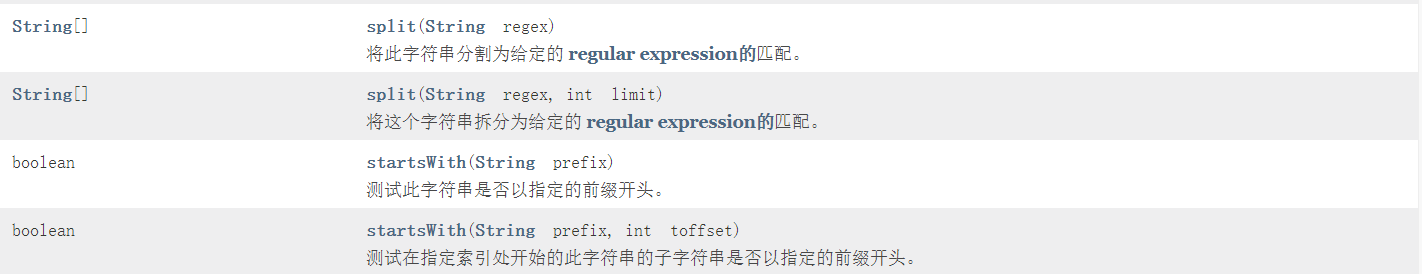 String[] split(String regex)
将此字符串分割为给定的 regular expression的匹配。
String[] split(String regex, int limit)
将这个字符串拆分为给定的 regular expression的匹配。
boolean startsWith(String prefix)
测试此字符串是否以指定的前缀开头。
boolean startsWith(String prefix, int toffset)
测试在指定索引处开始的此字符串的子字符串是否以指定的前缀开头。